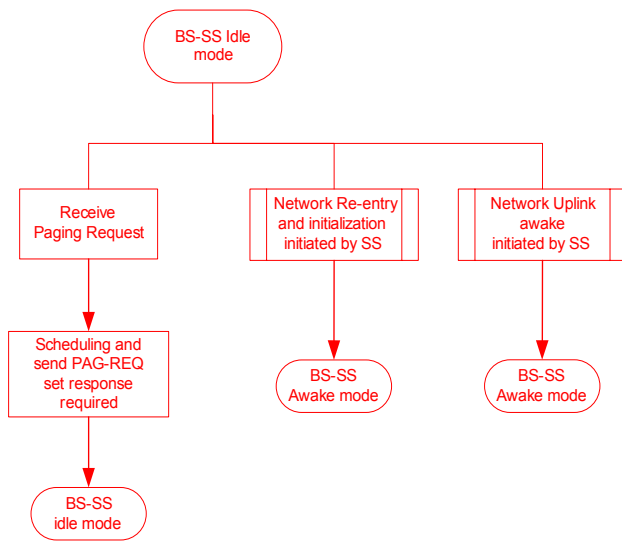 BS-SS Idle
mode
Receive
Paging Request
Network Re-entry
and initialization
initiated by SS
Network Uplink
awake
initiated by SS
Scheduling and
send PAG-REQ
set response
required
BS-SS
Awake mode
BS-SS
Awake mode
BS-SS
idle mode